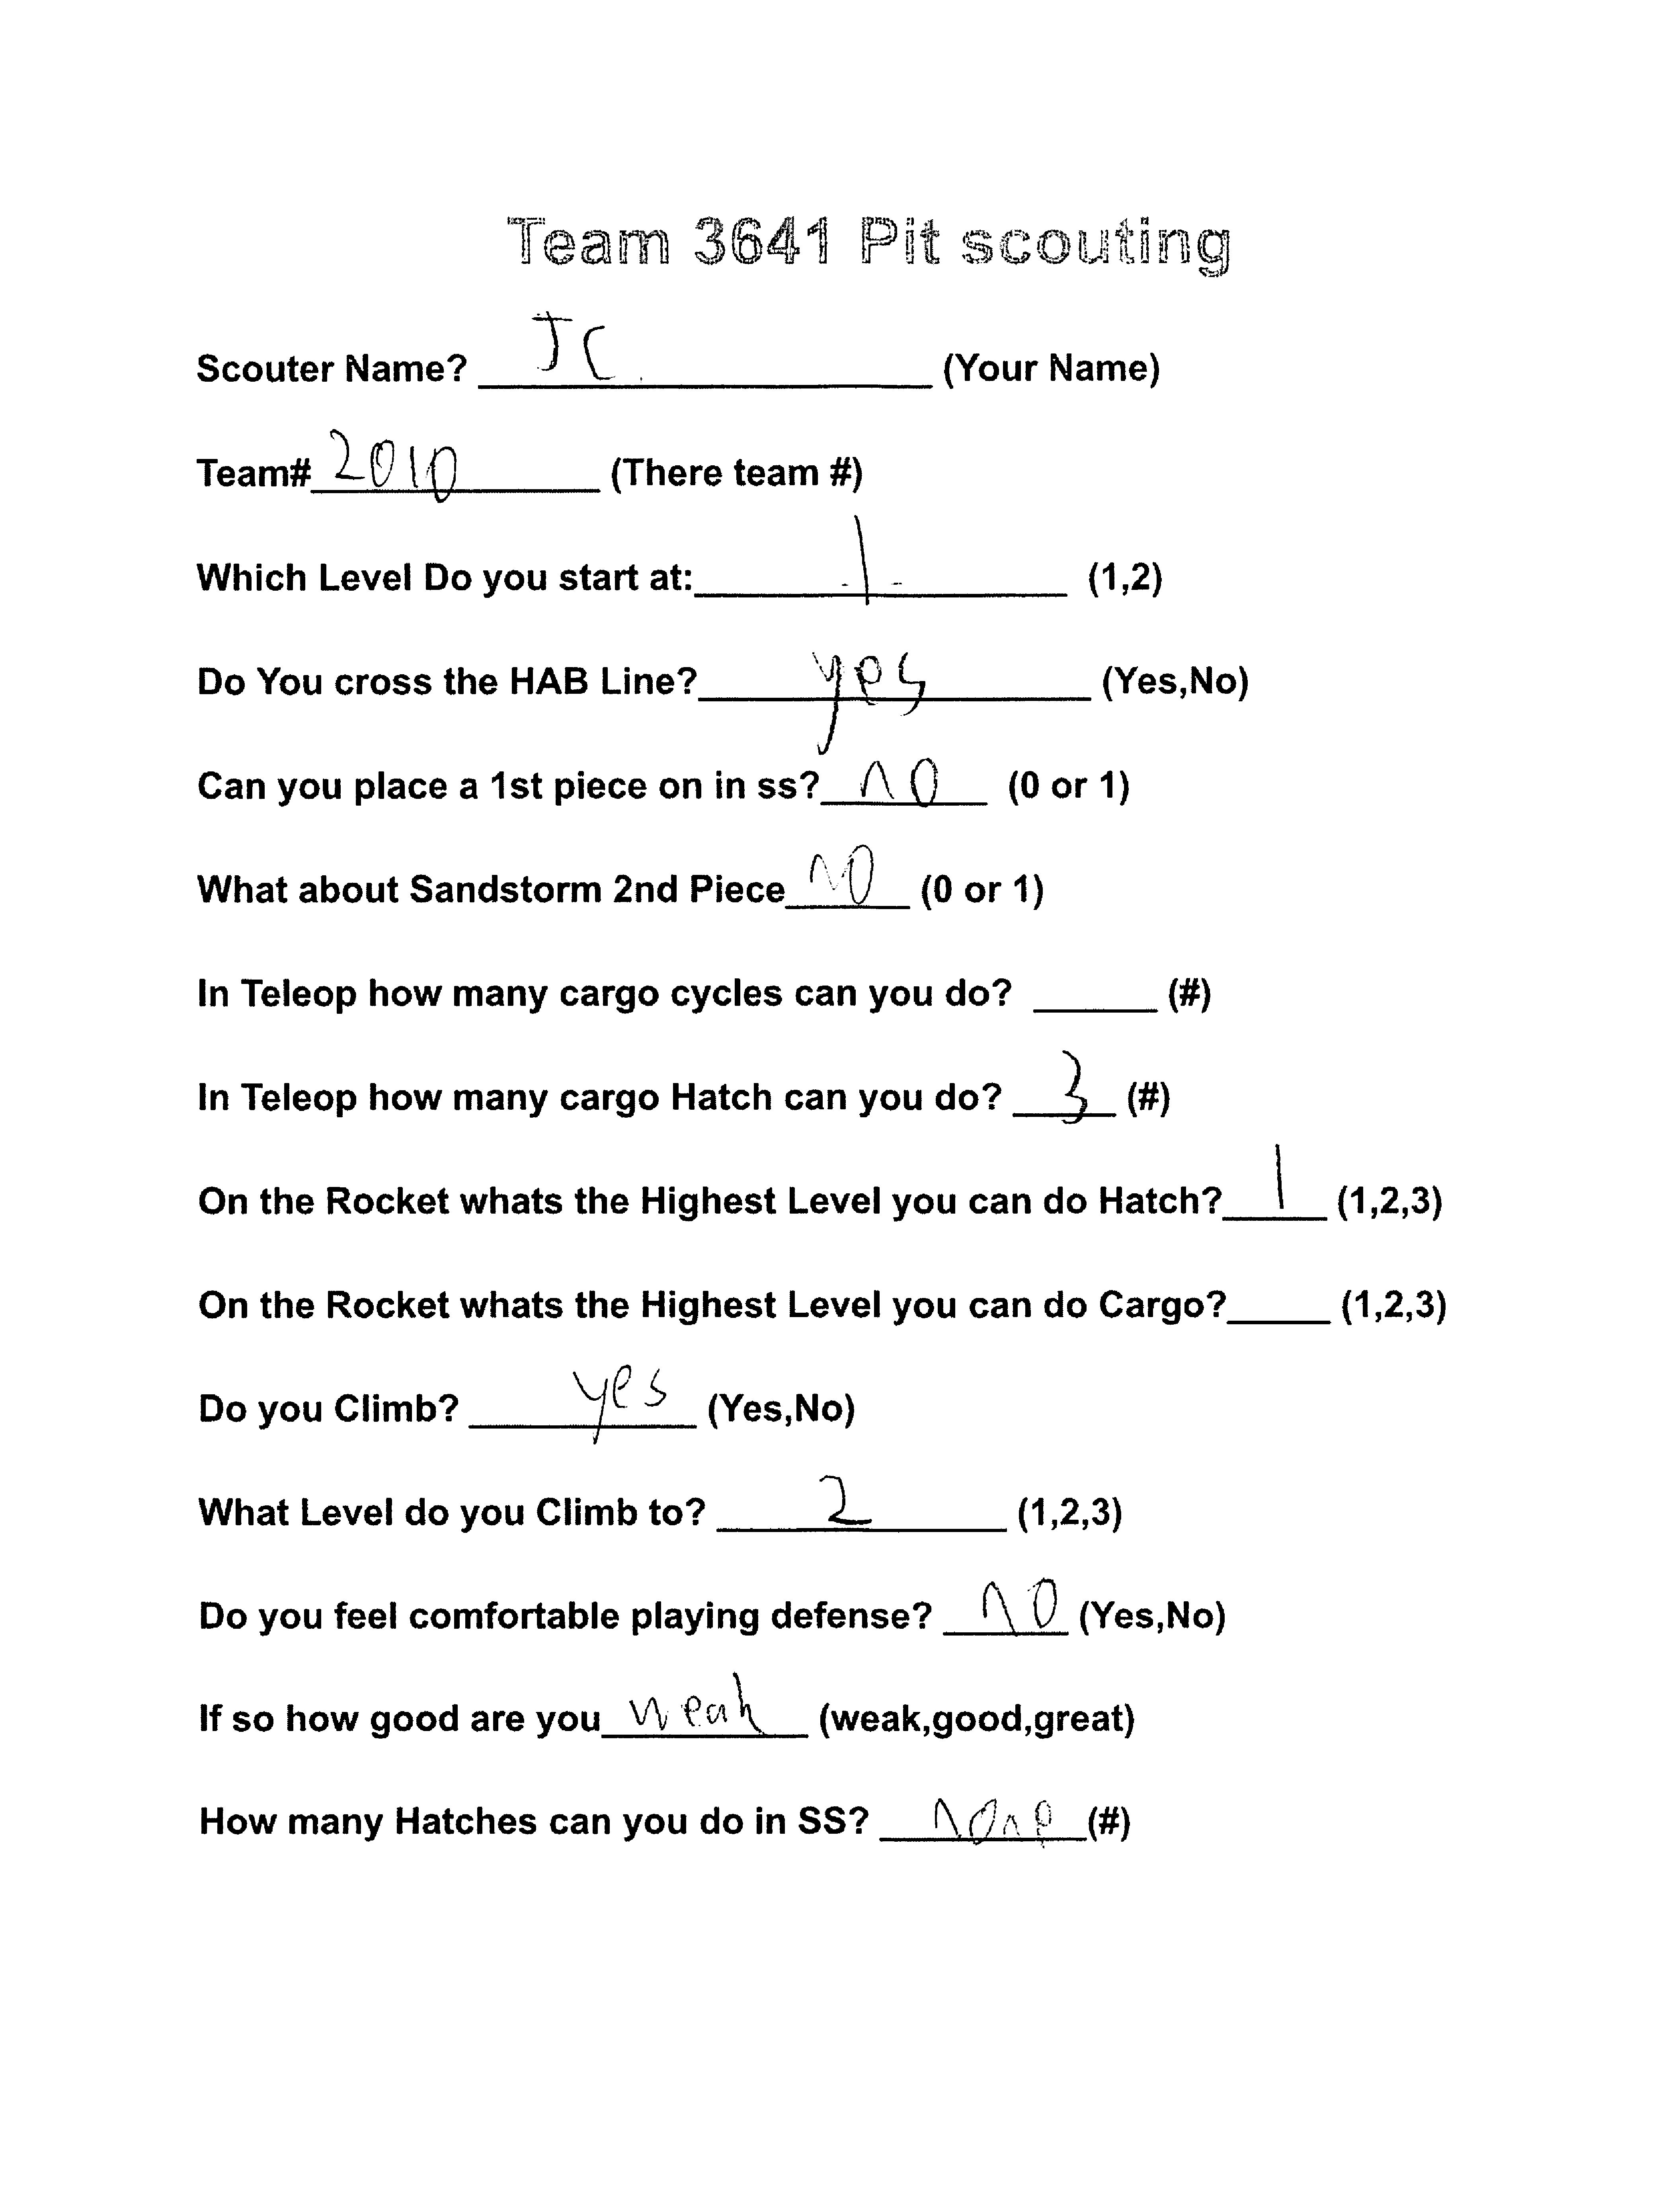 Team 3641 Pit scouting
Scouter Name? JC (Your Name)
Team# 2010 (There team #)
Which Level Do you start at: 1 (1,2)
Do You cross the HAB Line? yes (Yes,No)
Can you place a 1st piece on in ss? no (0 or 1)
What about Sandstorm 2nd Piece NO (0 or 1)
In Teleop how many cargo cycles can you do? ______ (#)
In Teleop how many cargo Hatch can you do? 3 (#)
On the Rocket whats the Highest Level you can do Hatch? 1 (1,2,3)
On the Rocket whats the Highest Level you can do Cargo?_____ (1,2,3)
Do you Climb? yes (Yes,No)
What Level do you Climb to? 2 (1,2,3)
Do you feel comfortable playing defense? NO (Yes,No)
If so how good are you weak (weak,good,great)
How many Hatches can you do in SS? none (#)